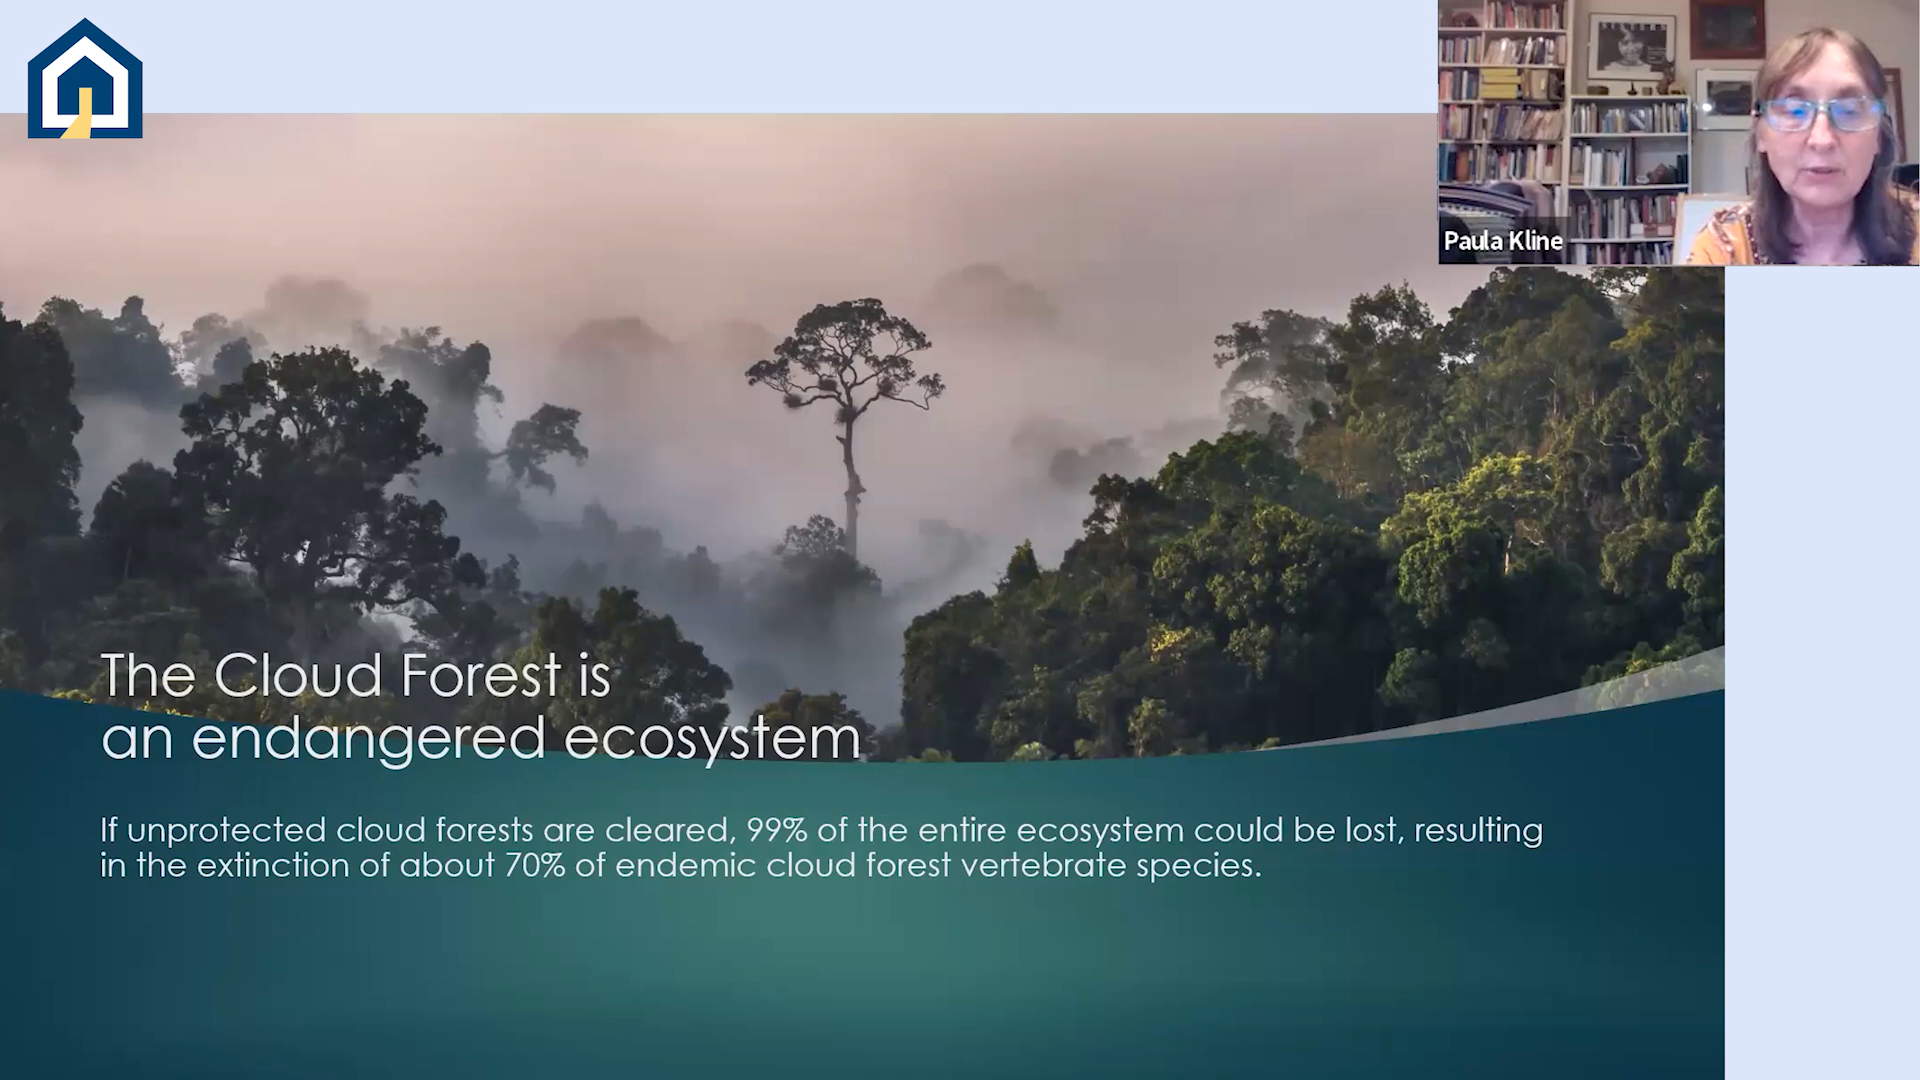 Paula Kline
The Cloud Forest is
an endangered ecosystem
If unprotected cloud forests are cleared, 99% of the entire ecosystem could be lost, resulting
in the extinction of about 70% of endemic cloud forest vertebrate species.